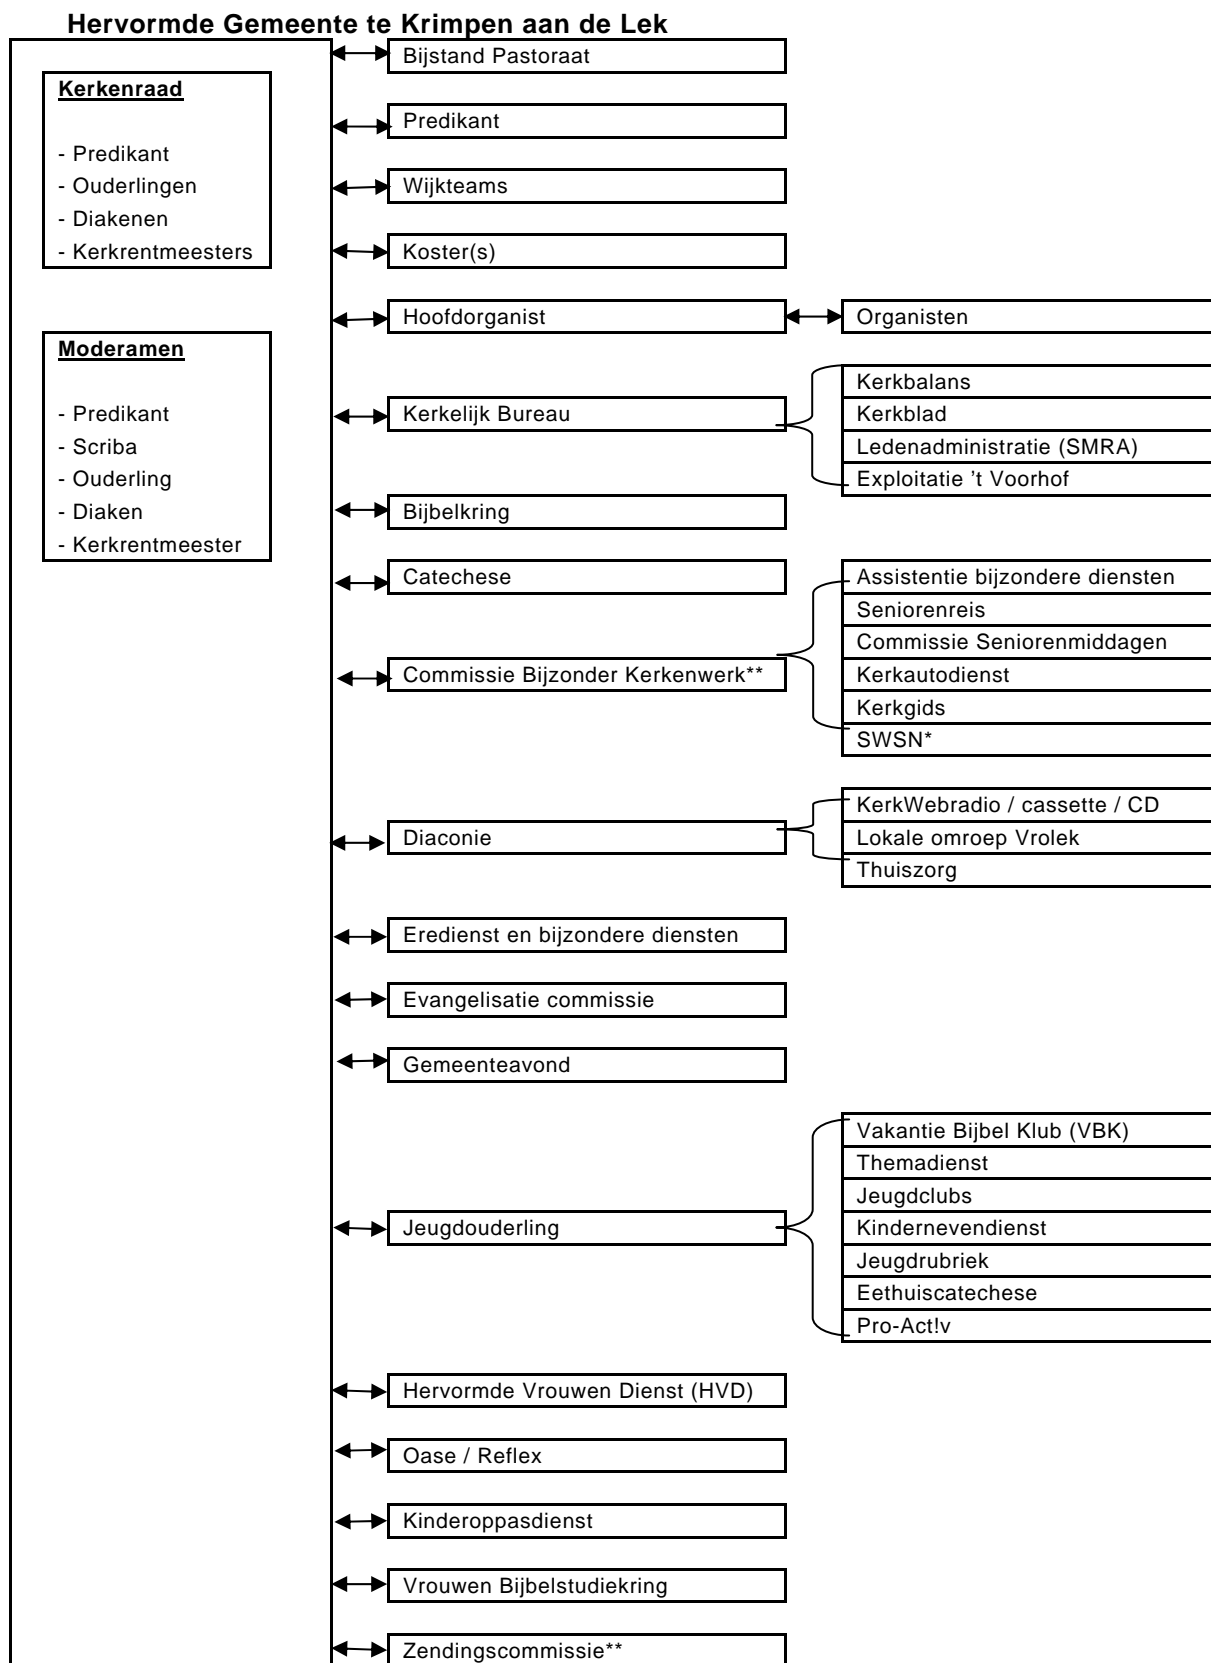 Hervormde Gemeente te Krimpen aan de Lek
Kerkenraad
- Predikant
- Ouderlingen
- Diakenen
- Kerkrentmeesters
Moderamen
- Predikant
- Scriba
- Ouderling
- Diaken
- Kerkrentmeester
Bijstand Pastoraat
Predikant
Wijkteams
Koster(s)
Hoofdorganist
Organisten
Kerkelijk Bureau
Kerkbalans
Kerkblad
Ledenadministratie (SMRA)
Exploitatie ’t Voorhof
Bijbelkring
Catechese
Commissie Bijzonder Kerkenwerk**
Assistentie bijzondere diensten
Seniorenreis
Commissie Seniorenmiddagen
Kerkautodienst
Kerkgids
SWSN*
Diaconie
KerkWebradio / cassette / CD
Lokale omroep Vrolek
Thuiszorg
Eredienst en bijzondere diensten
Evangelisatie commissie
Gemeenteavond
Jeugdouderling
Vakantie Bijbel Klub (VBK)
Themadienst
Jeugdclubs
Kindernevendienst
Jeugdrubriek
Eethuiscatechese
Pro-Act!v
Hervormde Vrouwen Dienst (HVD)
Oase / Reflex
Kinderoppasdienst
Vrouwen Bijbelstudiekring
Zendingscommissie**